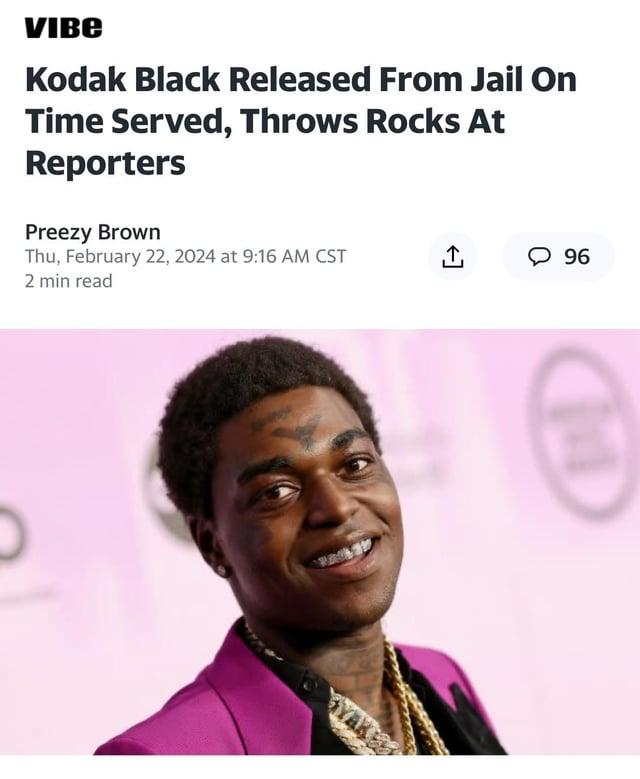 VIBE
Kodak Black Released From Jail On
Time Served, Throws Rocks At
Reporters
Preezy Brown
Thu, February 22, 2024 at 9:16 AM CST
2 min read
96